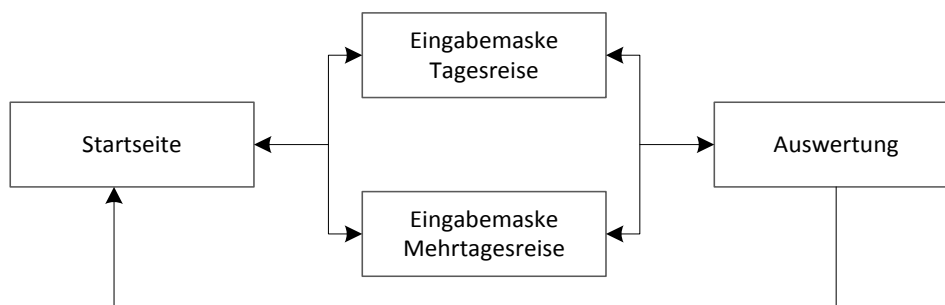 Eingabemaske
Tagesreise
Startseite
Auswertung
Eingabemaske
Mehrtagesreise